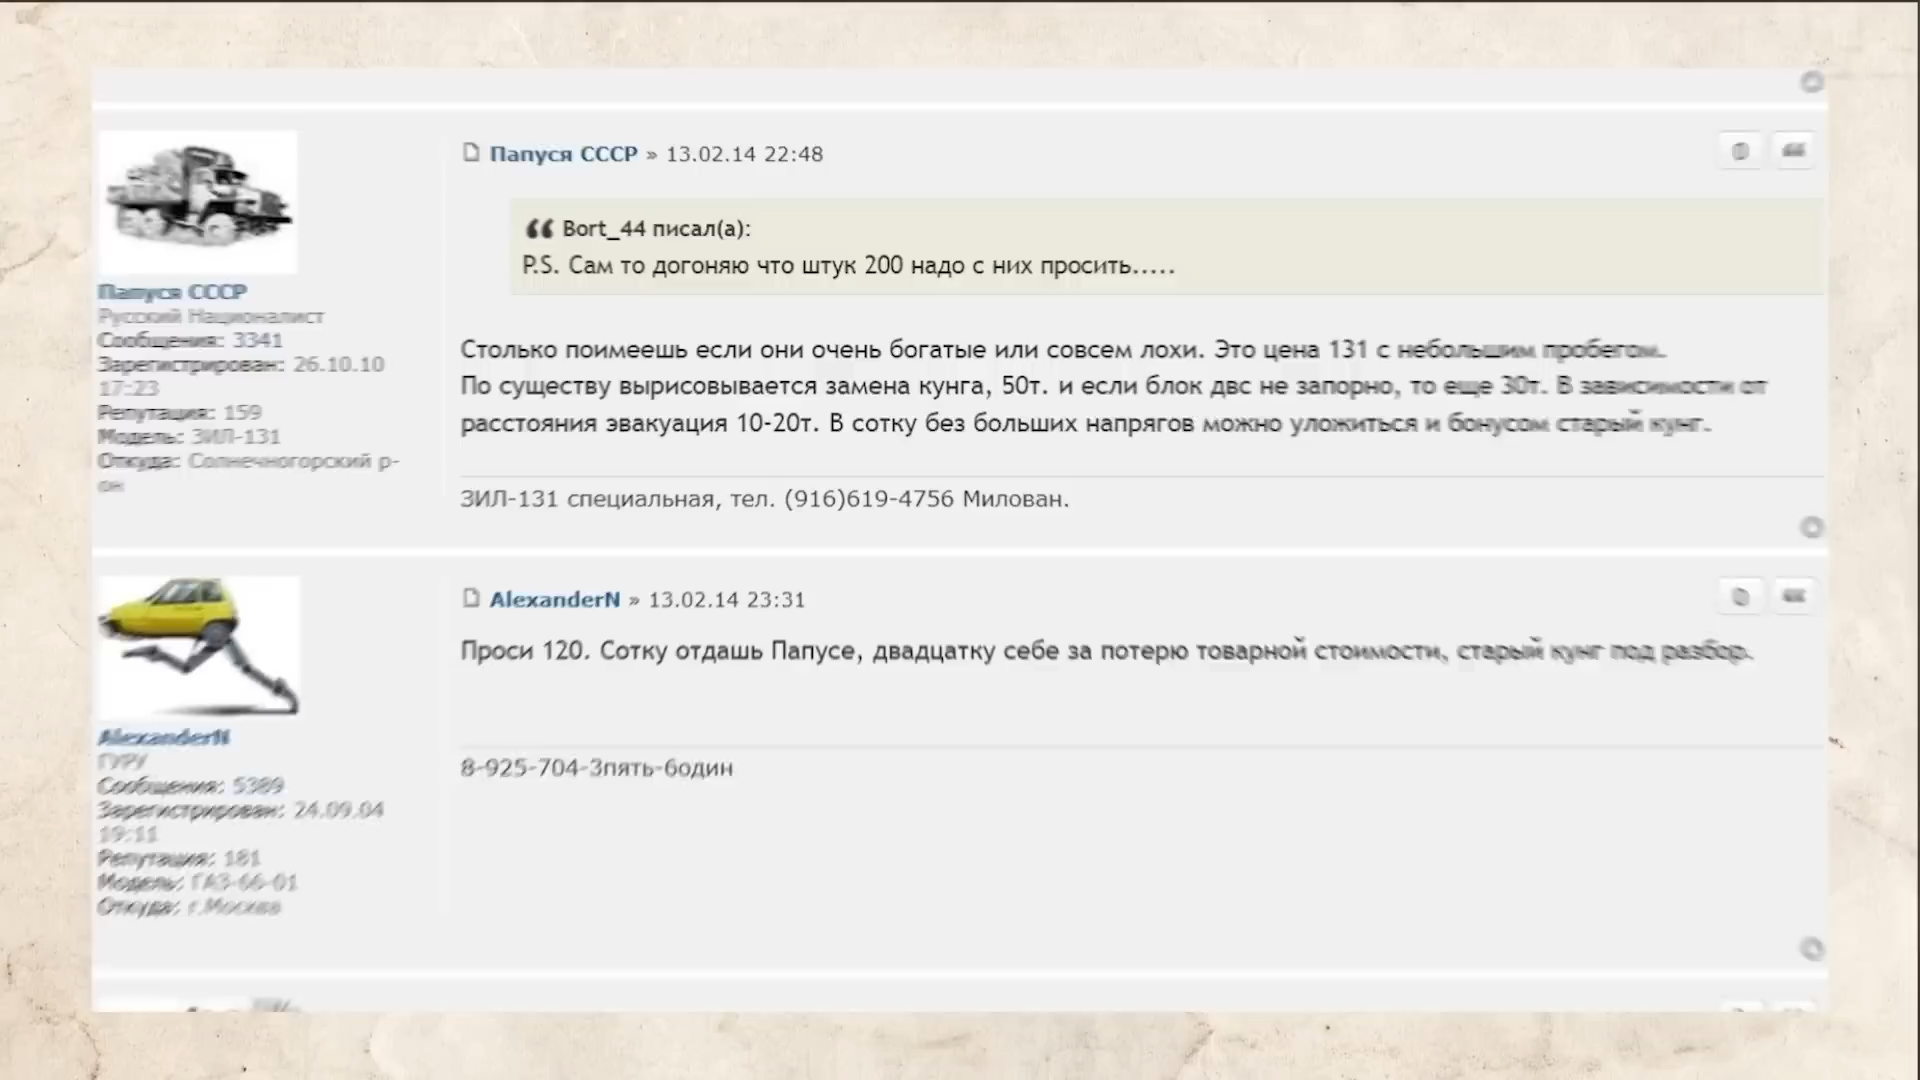 Папуся СССР » 13.02.14 22:48
Bort_44 писал(а):
P.S. Сам то догоняю что штук 200 надо с них просить.....
Папуся СССР
Русский Националист
Сообщения: 3341
Зарегистрирован: 26.10.10
17:23
Репутация: 159
Модель: ЗИЛ-131
Откуда: Солнечногорский р-
он
Столько поимеешь если они очень богатые или совсем лохи. Это цена 131 с небольшим пробегом.
По существу вырисовывается замена кунга, 50т. и если блок двс не запорно, то еще 30т. В зависимости от
расстояния эвакуация 10-20т. В сотку без больших напрягов можно уложиться и бонусом старый кунг.
ЗИЛ-131 специальная, тел. (916)619-4756 Милован.
AlexanderN » 13.02.14 23:31
Проси 120. Сотку отдашь Папусе, двадцатку себе за потерю товарной стоимости, старый кунг под разбор.
AlexanderN
ГУРУ
Сообщения: 5389
Зарегистрирован: 24.09.04
19:11
Репутация: 181
Модель: ГАЗ-66-01
Откуда: г.Москва
8-925-704-3пять-6один